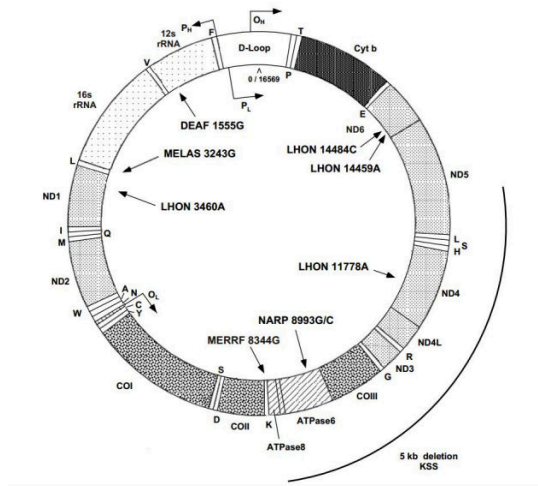 O_H
P_H
12s
rRNA
F
T
D-Loop
Cyt b
V
P
0 / 16569
P_L
16s
rRNA
E
ND6
DEAF 1555G
LHON 14484C
MELAS 3243G
LHON 14459A
L
ND5
ND1
LHON 3460A
I
Q
M
L
S
H
LHON 11778A
ND2
ND4
A
N
O_L
W
C
Y
NARP 8993G/C
ND4L
MERRF 8344G
R
ND3
G
COI
S
COIII
D
COII
K
ATPase6
ATPase8
5 kb deletion
KSS